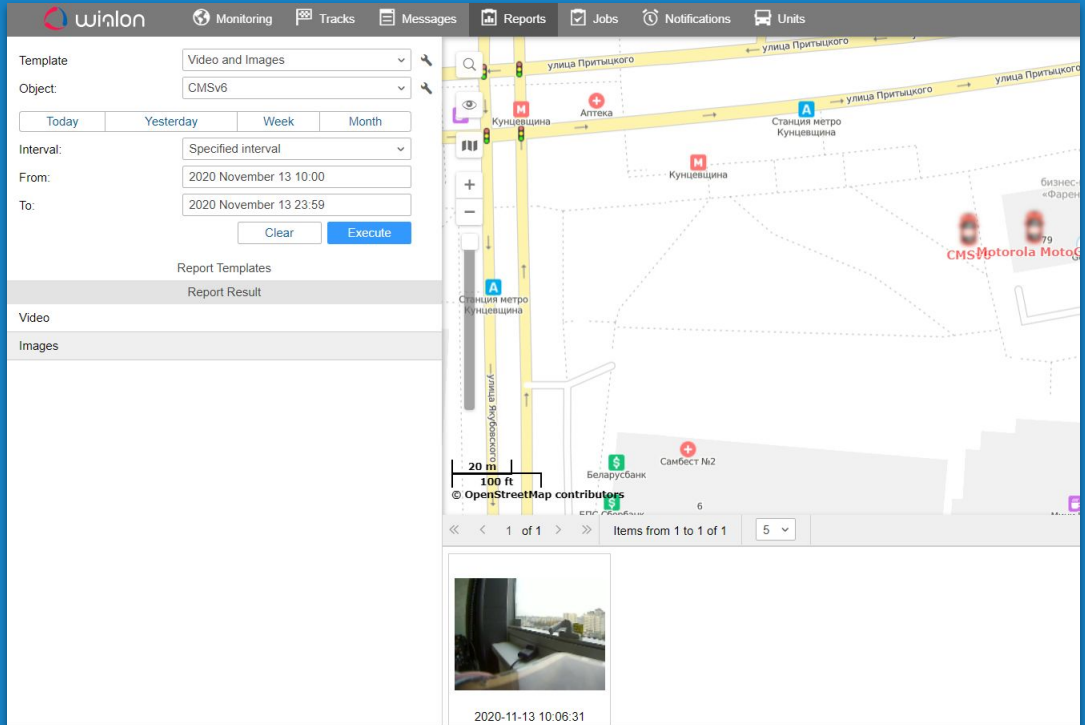 wialon
Monitoring
Tracks
Messages
Reports
Jobs
Notifications
Units
Template
Video and Images
Object:
CMSv6
Today
Yesterday
Week
Month
Interval:
Specified interval
From:
2020 November 13 10:00
To:
2020 November 13 23:59
Clear
Execute
Report Templates
Report Result
Video
Images
улица Притыцкого
улица Притыцкого
улица Притыцкого
улица Притыцкого
М
Кунцевщина
Аптека
А
Станция метро
Кунцевщина
М
Кунцевщина
бизнес-
«Фарен
79
Motorola Moto
А
Станция метро
Кунцевщина
улица Якубовского
20 m
100 ft
© OpenStreetMap contributors
$
Беларусбанк
Самбест №2
$
6
1 of 1
Items from 1 to 1 of 1
5
2020-11-13 10:06:31